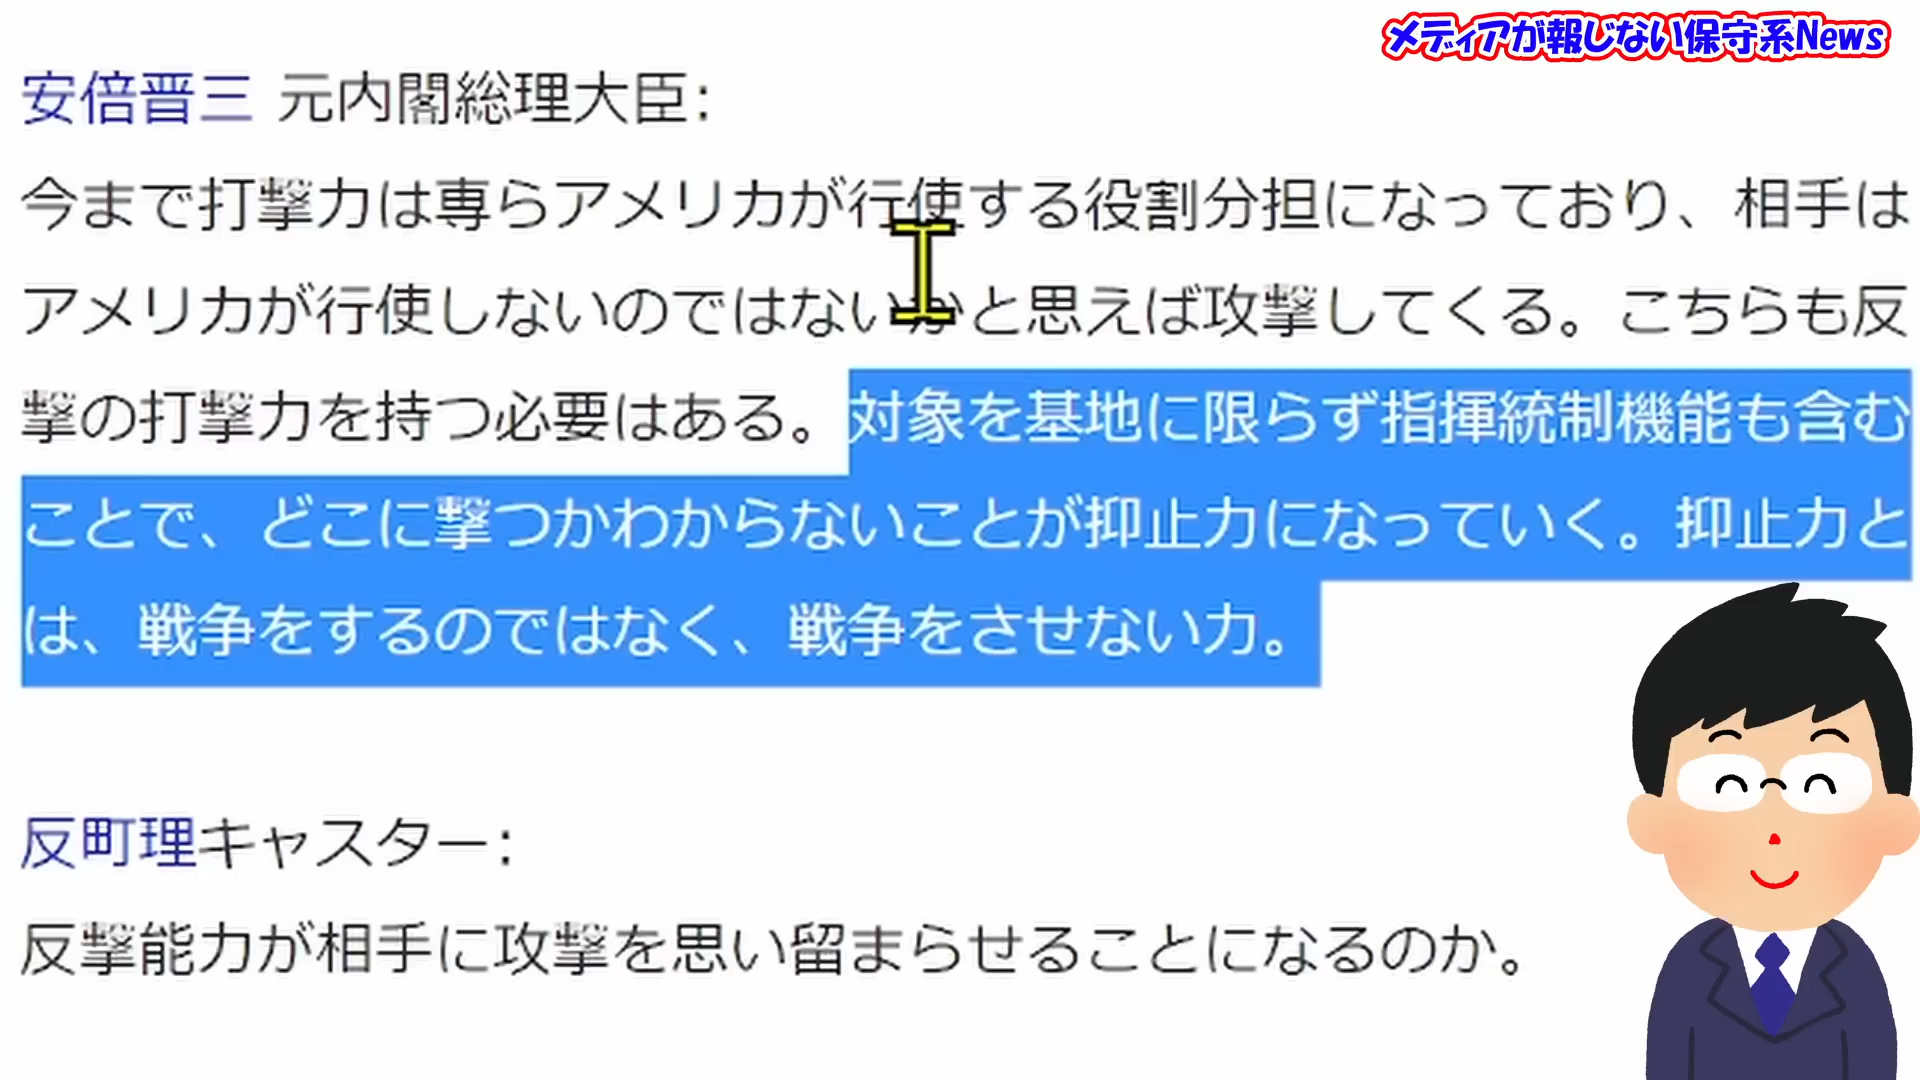 メディアが報じない保守系News
安倍晋三 元内閣総理大臣:
今まで打撃力は専らアメリカが行使する役割分担になっており、相手は
アメリカが行使しないのではないかと思えば攻撃してくる。こちらも反
撃の打撃力を持つ必要はある。対象を基地に限らず指揮統制機能も含む
ことで、どこに撃つかわからないことが抑止力になっていく。抑止力と
は、戦争をするのではなく、戦争をさせない力。
反町理キャスター:
反撃能力が相手に攻撃を思い留まらせることになるのか。